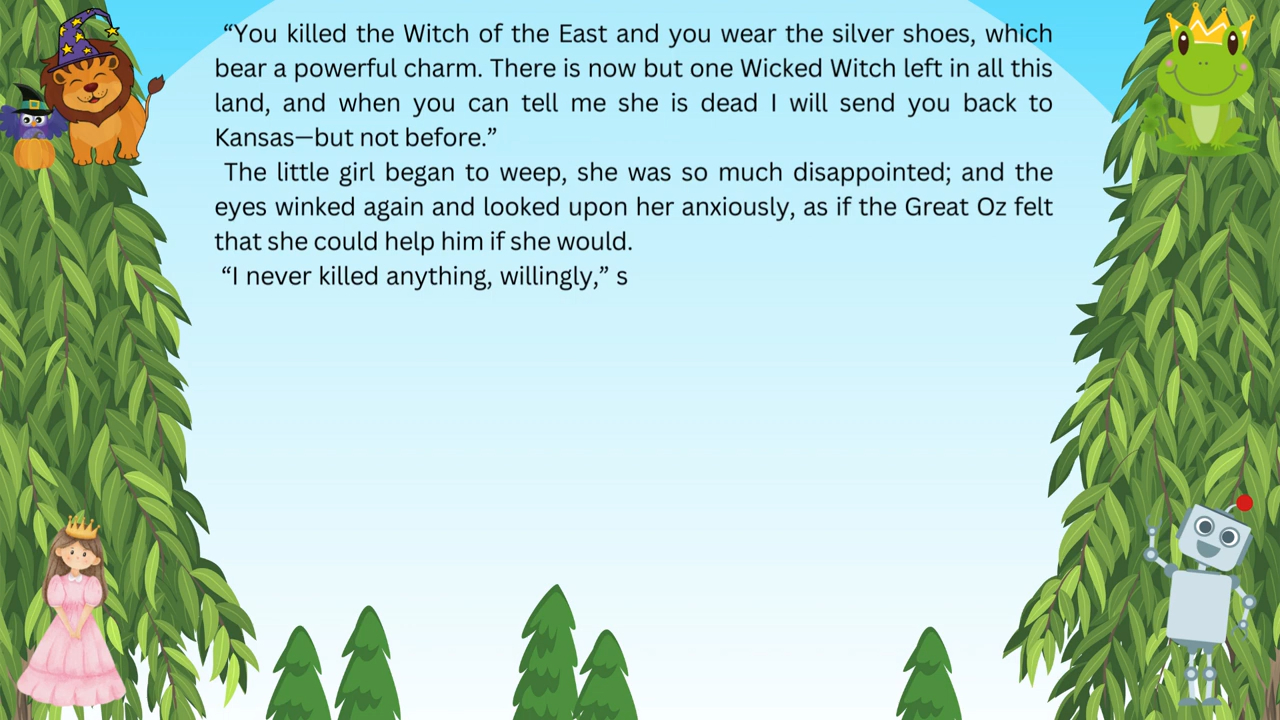 “You killed the Witch of the East and you wear the silver shoes, which
bear a powerful charm. There is now but one Wicked Witch left in all this
land, and when you can tell me she is dead I will send you back to
Kansas—but not before.”
The little girl began to weep, she was so much disappointed; and the
eyes winked again and looked upon her anxiously, as if the Great Oz felt
that she could help him if she would.
“I never killed anything, willingly,” s